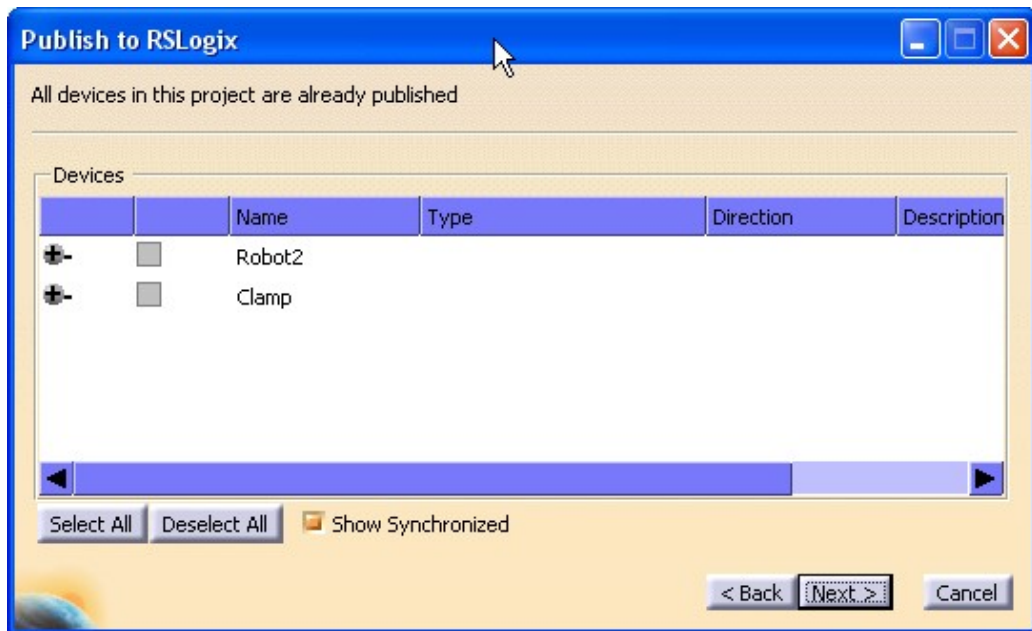 Publish to RSLogix
All devices in this project are already published
Devices
Name Type Direction Description
Robot2
Clamp
Select All Deselect All Show Synchronized
< Back Next > Cancel